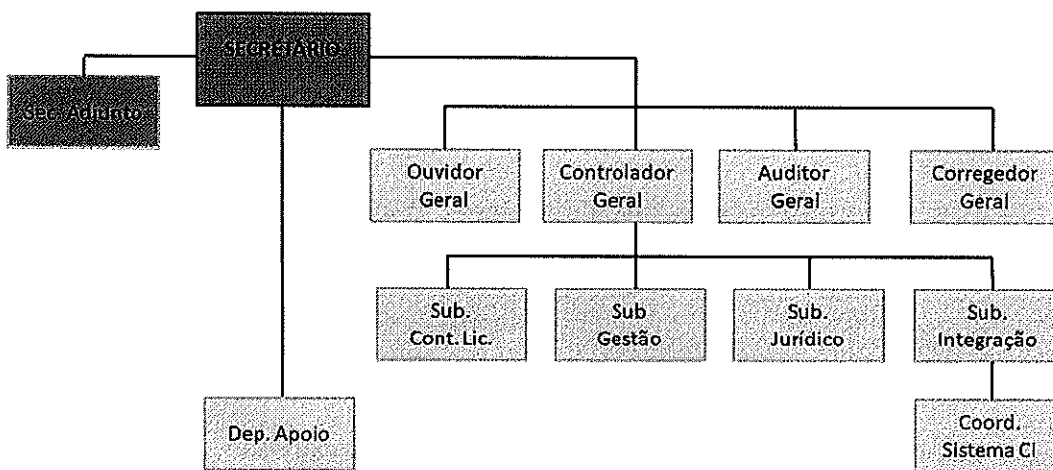 SECRETÁRIO
Sec. Adjunto
Ouvidor
Geral
Controlador
Geral
Auditor
Geral
Corregedor
Geral
Sub.
Cont. Lic.
Sub
Gestão
Sub.
Jurídico
Sub.
Integração
Dep. Apoio
Coord.
Sistema CI